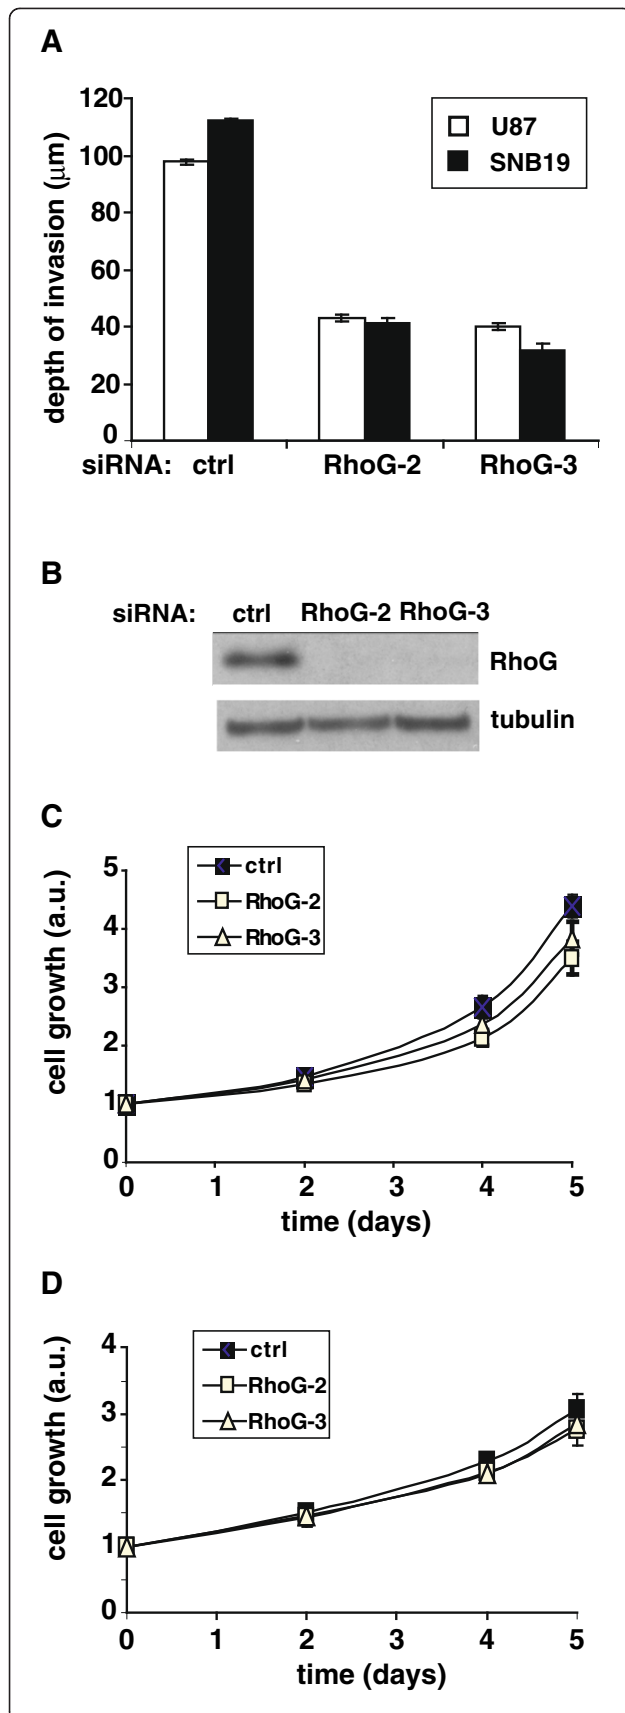 A
120
100
80
60
40
20
0
depth of invasion (μm)
U87
SNB19
siRNA: ctrl RhoG-2 RhoG-3
B
siRNA: ctrl RhoG-2 RhoG-3
RhoG
tubulin
C
5
4
3
2
1
0
cell growth (a.u.)
ctrl
RhoG-2
RhoG-3
0 1 2 3 4 5
time (days)
D
4
3
2
1
0
cell growth (a.u.)
ctrl
RhoG-2
RhoG-3
0 1 2 3 4 5
time (days)